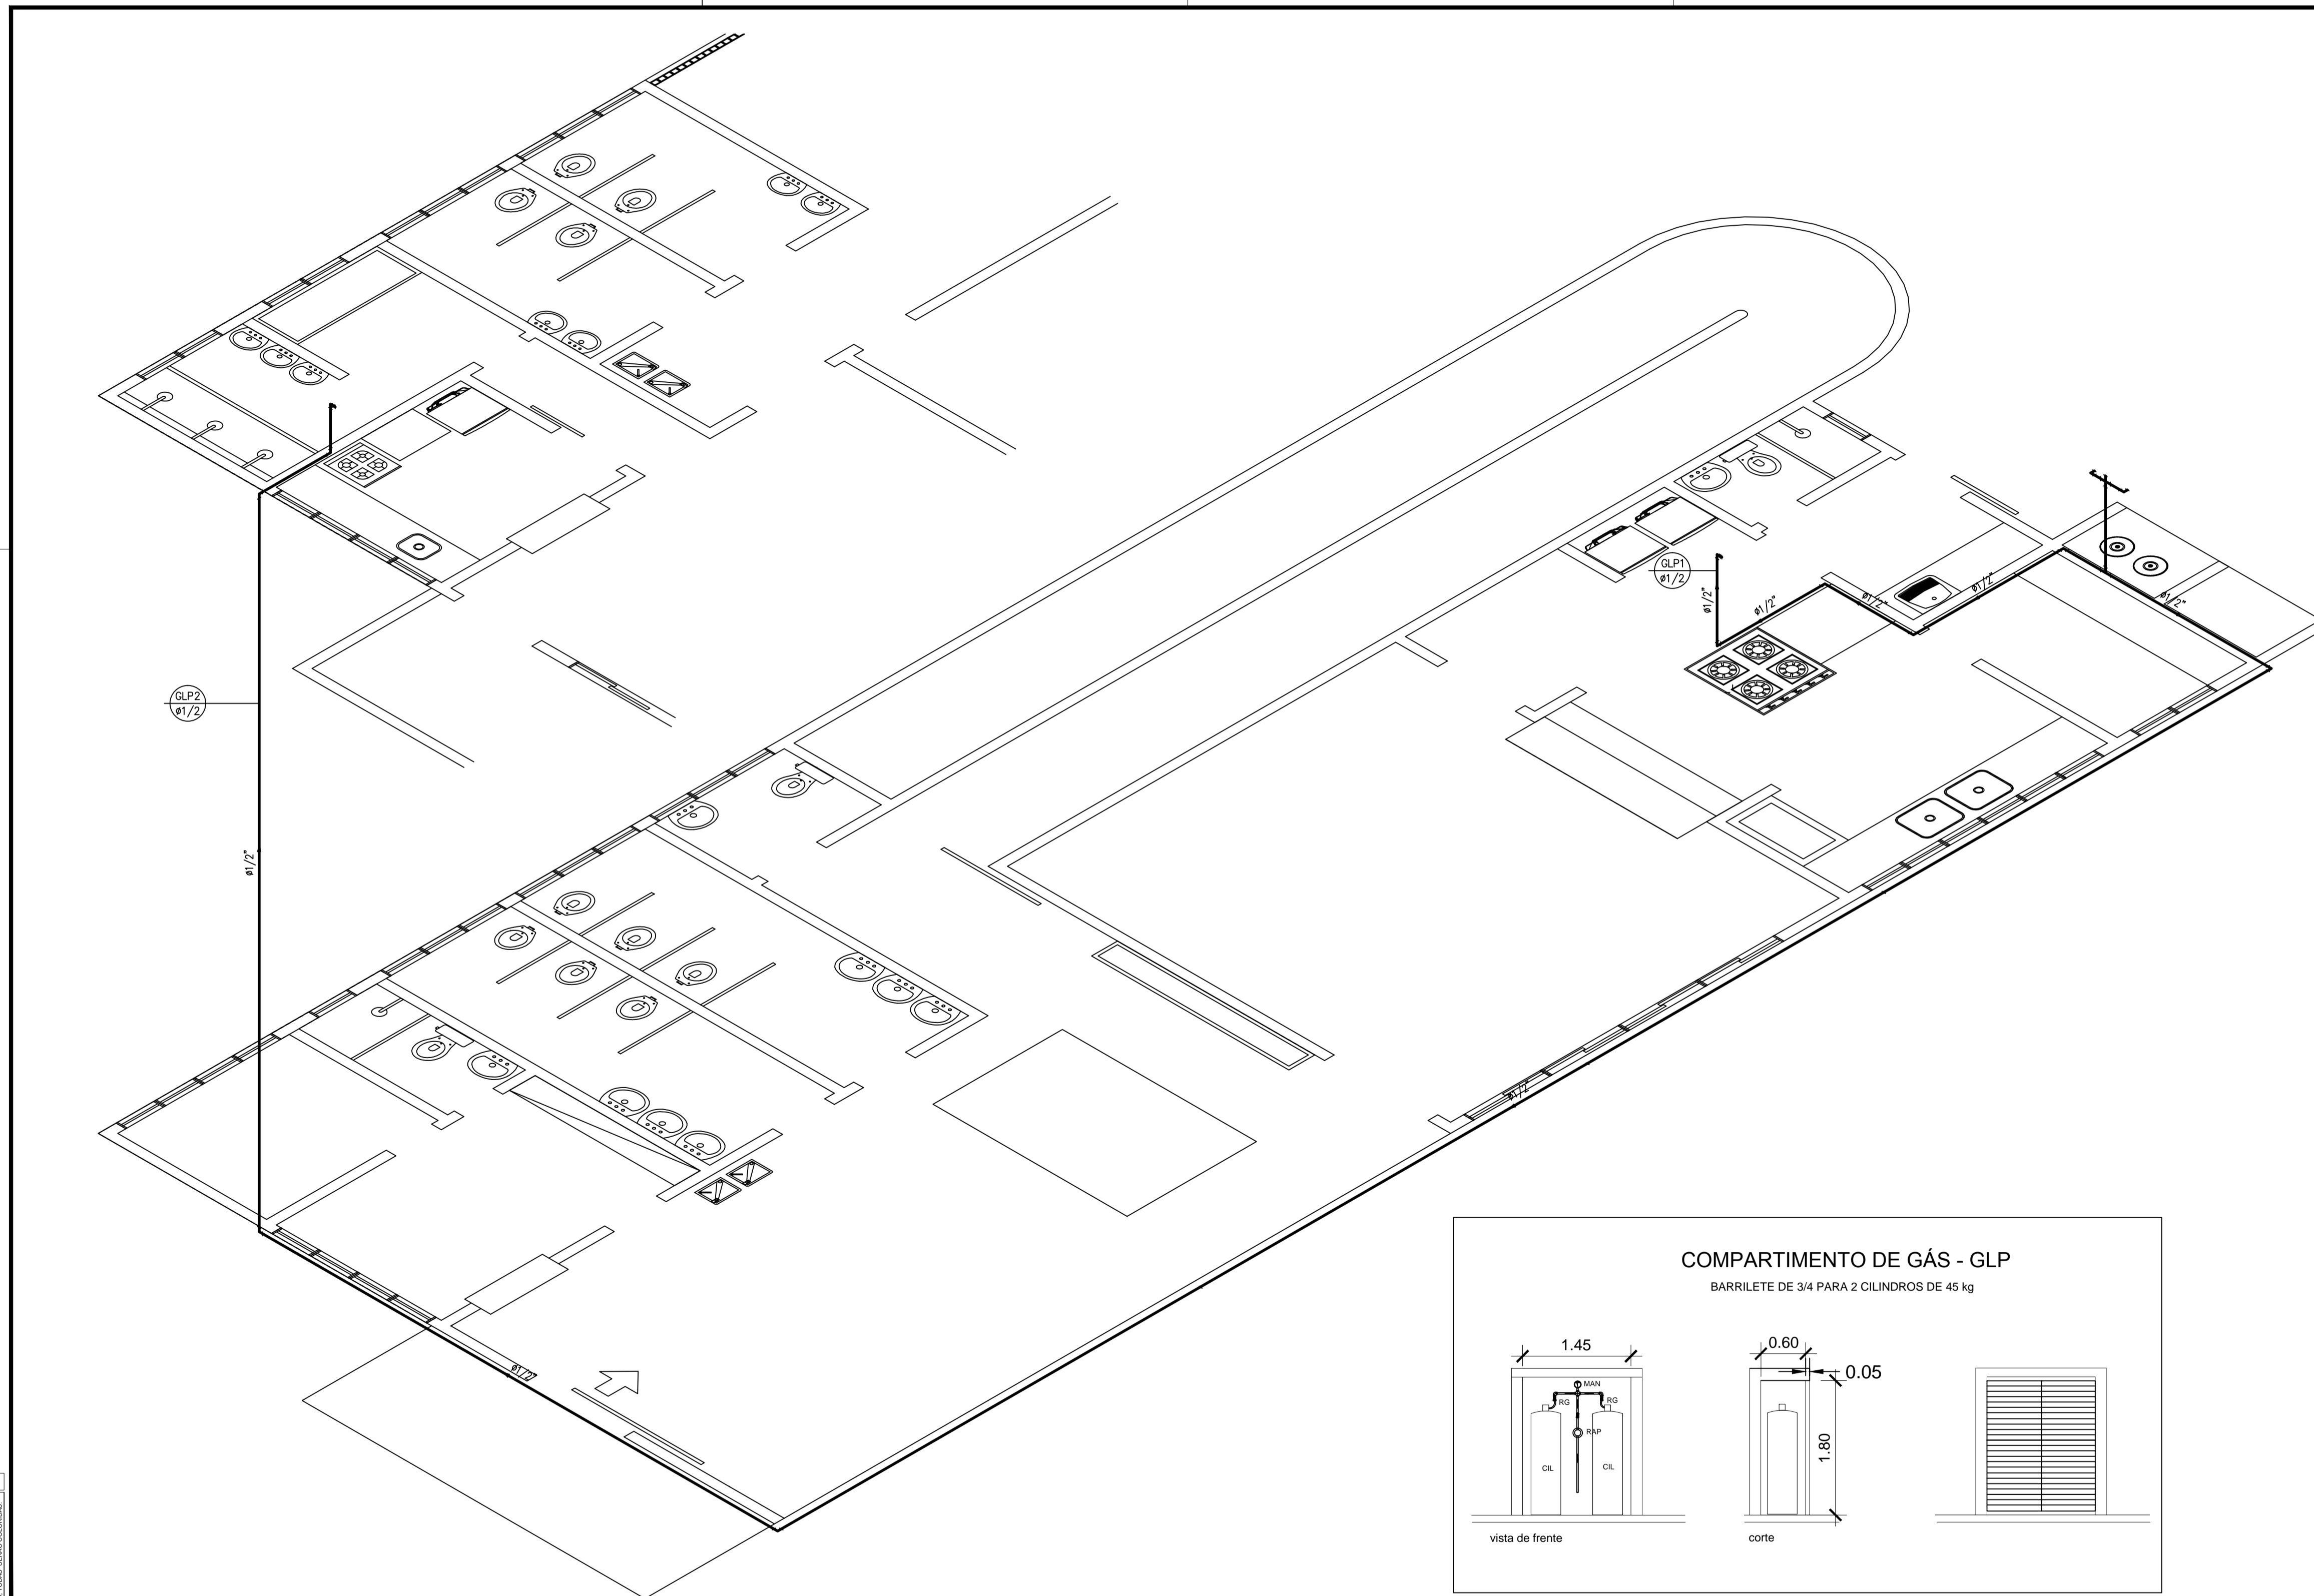 GLP1
ø1/2
ø1/2"
ø1/2"
ø1/2"
ø1/2"
ø1/2"
GLP2
ø1/2
ø1/2"
ø1/2"
ø1/2"
COMPARTIMENTO DE GÁS - GLP
BARRILETE DE 3/4 PARA 2 CILINDROS DE 45 kg
1.45
MAN
RG
RG
RAP
CIL
CIL
vista de frente
0.60
0.05
1.80
corte